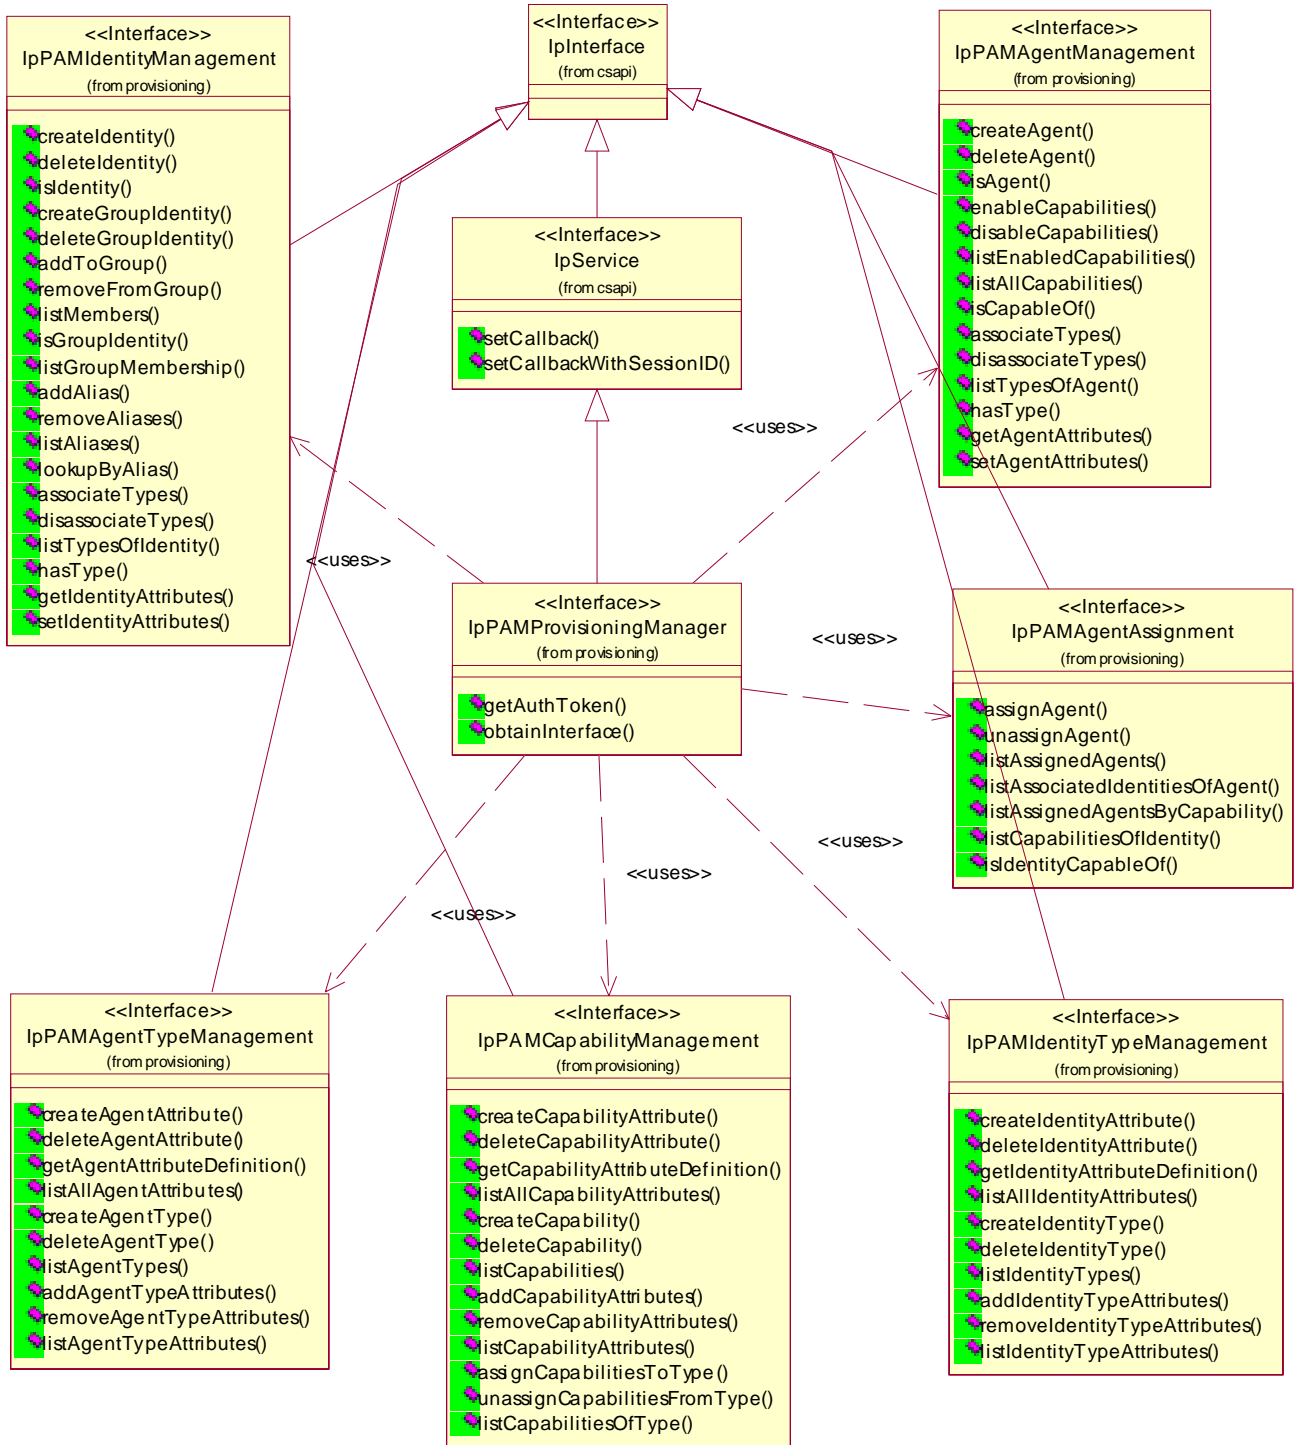 <<Interface>>
IpPAMIdentityManagement
(from provisioning)
createIdentity()
deleteIdentity()
isIdentity()
createGroupIdentity()
deleteGroupIdentity()
addToGroup()
removeFromGroup()
listMembers()
isGroupIdentity()
listGroupMembership()
addAlias()
removeAliases()
listAliases()
lookupByAlias()
associateTypes()
disassociateTypes()
listTypesOfIdentity()
hasType()
getIdentityAttributes()
setIdentityAttributes()
<<Interface>>
IpInterface
(from csapi)
<<Interface>>
IpPAMAgentManagement
(from provisioning)
createAgent()
deleteAgent()
isAgent()
enableCapabilities()
disableCapabilities()
listEnabledCapabilities()
listAllCapabilities()
isCapableOf()
associateTypes()
disassociateTypes()
listTypesOfAgent()
hasType()
getAgentAttributes()
setAgentAttributes()
<<Interface>>
IpService
(from csapi)
setCallback()
setCallbackWithSessionID()
<<uses>>
<<uses>>
<<Interface>>
IpPAMProvisioningManager
(from provisioning)
getAuthToken()
obtainInterface()
<<uses>>
<<Interface>>
IpPAMAgentAssignment
(from provisioning)
assignAgent()
unassignAgent()
listAssignedAgents()
listAssociatedIdentitiesOfAgent()
listAssignedAgentsByCapability()
listCapabilitiesOfIdentity()
isIdentityCapableOf()
<<uses>>
<<uses>>
<<uses>>
<<Interface>>
IpPAMAgentTypeManagement
(from provisioning)
createAgentAttribute()
deleteAgentAttribute()
getAgentAttributeDefinition()
listAllAgentAttributes()
createAgentType()
deleteAgentType()
listAgentTypes()
addAgentTypeAttributes()
removeAgentTypeAttributes()
listAgentTypeAttributes()
<<Interface>>
IpPAMCapabilityManagement
(from provisioning)
createCapabilityAttribute()
deleteCapabilityAttribute()
getCapabilityAttributeDefinition()
listAllCapabilityAttributes()
createCapability()
deleteCapability()
listCapabilities()
addCapabilityAttributes()
removeCapabilityAttributes()
listCapabilityAttributes()
assignCapabilitiesToType()
unassignCapabilitiesFromType()
listCapabilitiesOfType()
<<Interface>>
IpPAMIdentityTypeManagement
(from provisioning)
createIdentityAttribute()
deleteIdentityAttribute()
getIdentityAttributeDefinition()
listAllIdentityAttributes()
createIdentityType()
deleteIdentityType()
listIdentityTypes()
addIdentityTypeAttributes()
removeIdentityTypeAttributes()
listIdentityTypeAttributes()